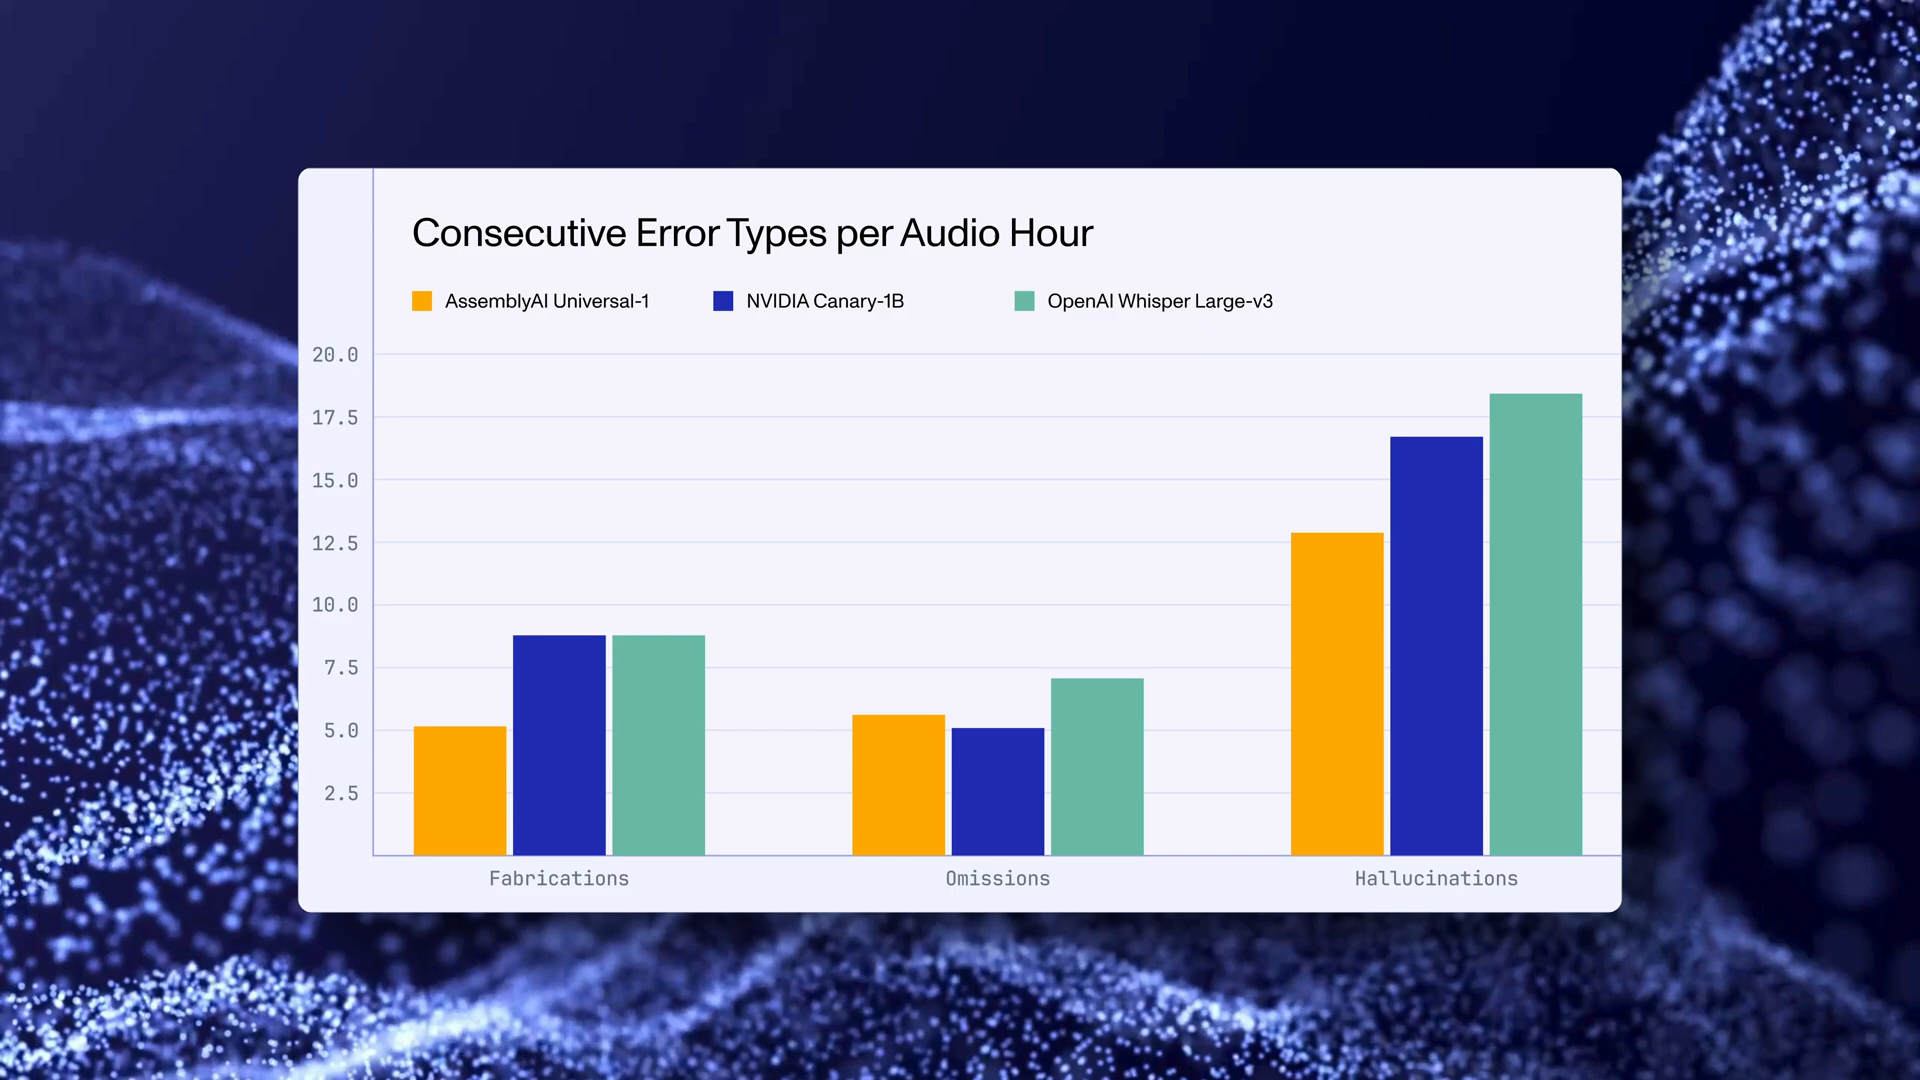 Consecutive Error Types per Audio Hour
AssemblyAI Universal-1
NVIDIA Canary-1B
OpenAI Whisper Large-v3
20.0
17.5
15.0
12.5
10.0
7.5
5.0
2.5
Fabrications
Omissions
Hallucinations